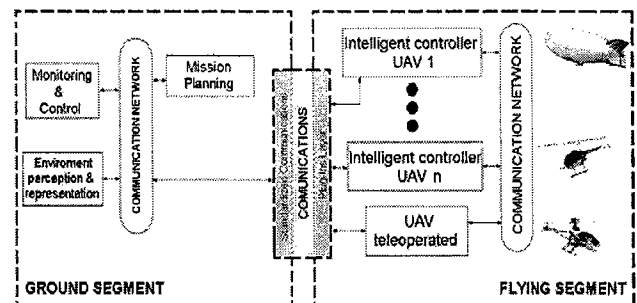 Monitoring
&
Control
Enviroment
perception &
representation
COMMUNICATION NETWORK
Mission
Planning
GROUND SEGMENT
COMMUNICATIONS
Intelligent controller
UAV 1
Intelligent controller
UAV n
UAV
teleoperated
COMMUNICATION NETWORK
FLYING SEGMENT